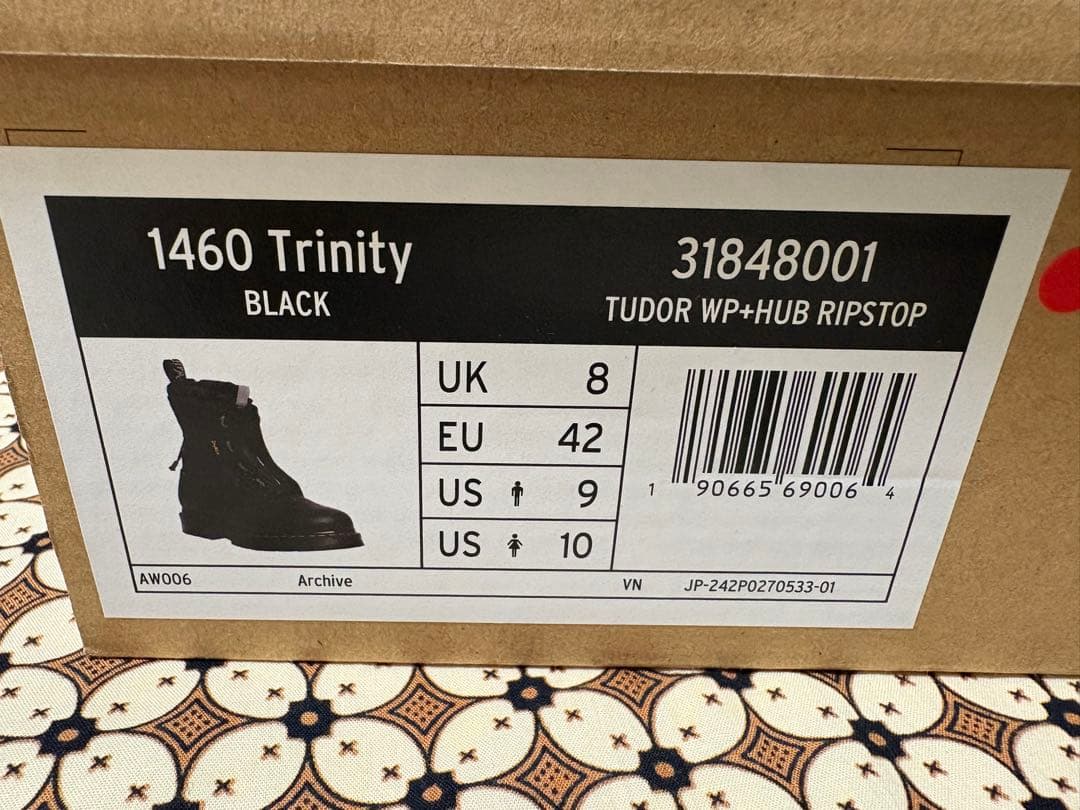 1460 Trinity
BLACK
31848001
TUDOR WP+HUB RIPSTOP
UK 8
EU 42
US 9
US 10
1 90665 69006 4
AW006 Archive VN JP-242P0270533-01